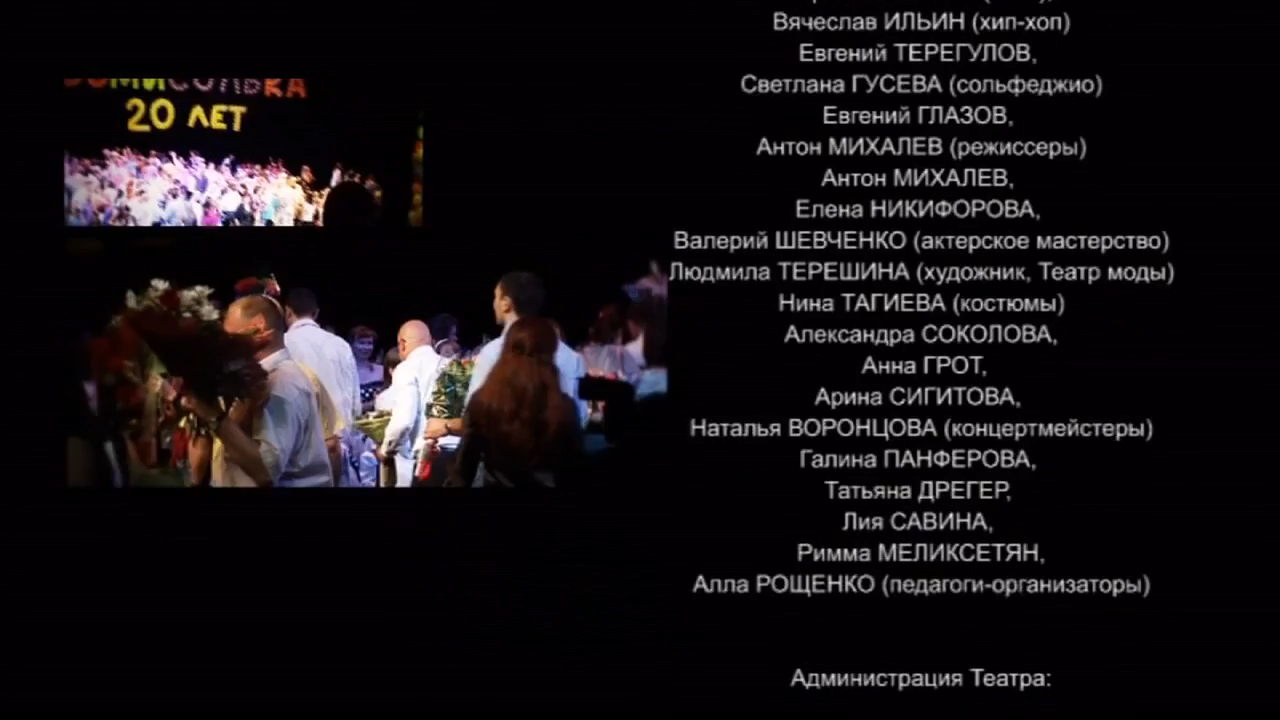 ДОМИСОЛЬКА
20 ЛЕТ
Вячеслав ИЛЬИН (хип-хоп)
Евгений ТЕРЕГУЛОВ,
Светлана ГУСЕВА (сольфеджио)
Евгений ГЛАЗОВ,
Антон МИХАЛЕВ (режиссеры)
Антон МИХАЛЕВ,
Елена НИКИФОРОВА,
Валерий ШЕВЧЕНКО (актерское мастерство)
Людмила ТЕРЕШИНА (художник, Театр моды)
Нина ТАГИЕВА (костюмы)
Александра СОКОЛОВА,
Анна ГРОТ,
Арина СИГИТОВА,
Наталья ВОРОНЦОВА (концертмейстеры)
Галина ПАНФЕРОВА,
Татьяна ДРЕГЕР,
Лия САВИНА,
Римма МЕЛИКСЕТЯН,
Алла РОЩЕНКО (педагоги-организаторы)
Администрация Театра: